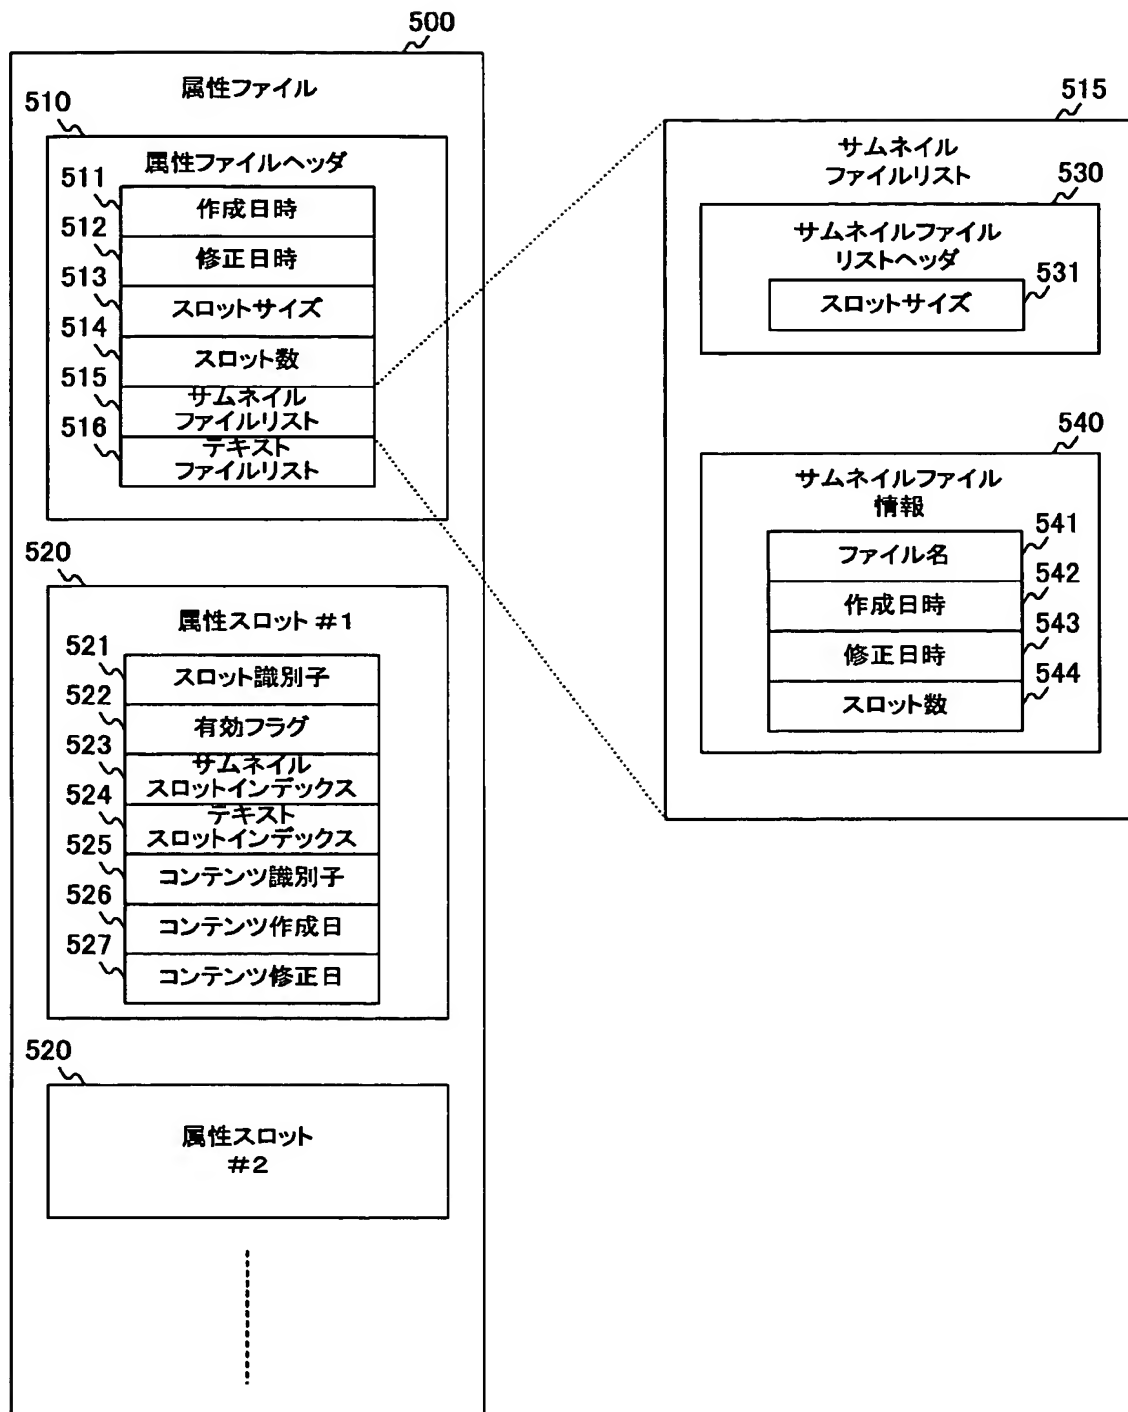 500
属性ファイル
510
属性ファイルヘッダ
511
作成日時
512
修正日時
513
スロットサイズ
514
スロット数
515
サムネイル
ファイルリスト
516
テキスト
ファイルリスト
520
属性スロット #1
521
スロット識別子
522
有効フラグ
523
サムネイル
スロットインデックス
524
テキスト
スロットインデックス
525
コンテンツ識別子
526
コンテンツ作成日
527
コンテンツ修正日
520
属性スロット
#2
515
サムネイル
ファイルリスト
530
サムネイルファイル
リストヘッダ
531
スロットサイズ
540
サムネイルファイル
情報
541
ファイル名
542
作成日時
543
修正日時
544
スロット数